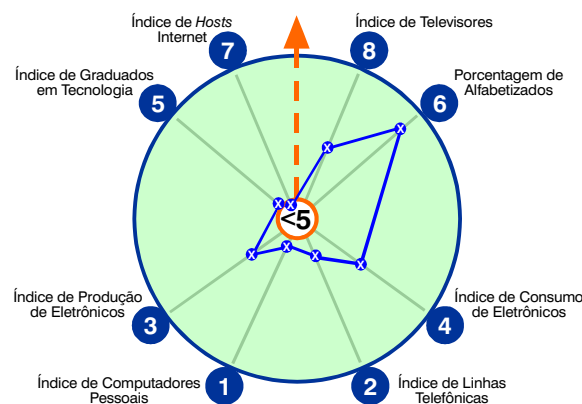 Índice de Hosts
Internet
7
Índice de Televisores
8
Índice de Graduados
em Tecnologia
5
Porcentagem de
Alfabetizados
6
x
x
x
x
<5
x
x
x
x
Índice de Produção
de Eletrônicos
3
Índice de Consumo
de Eletrônicos
4
Índice de Computadores
Pessoais
1
Índice de Linhas
Telefônicas
2